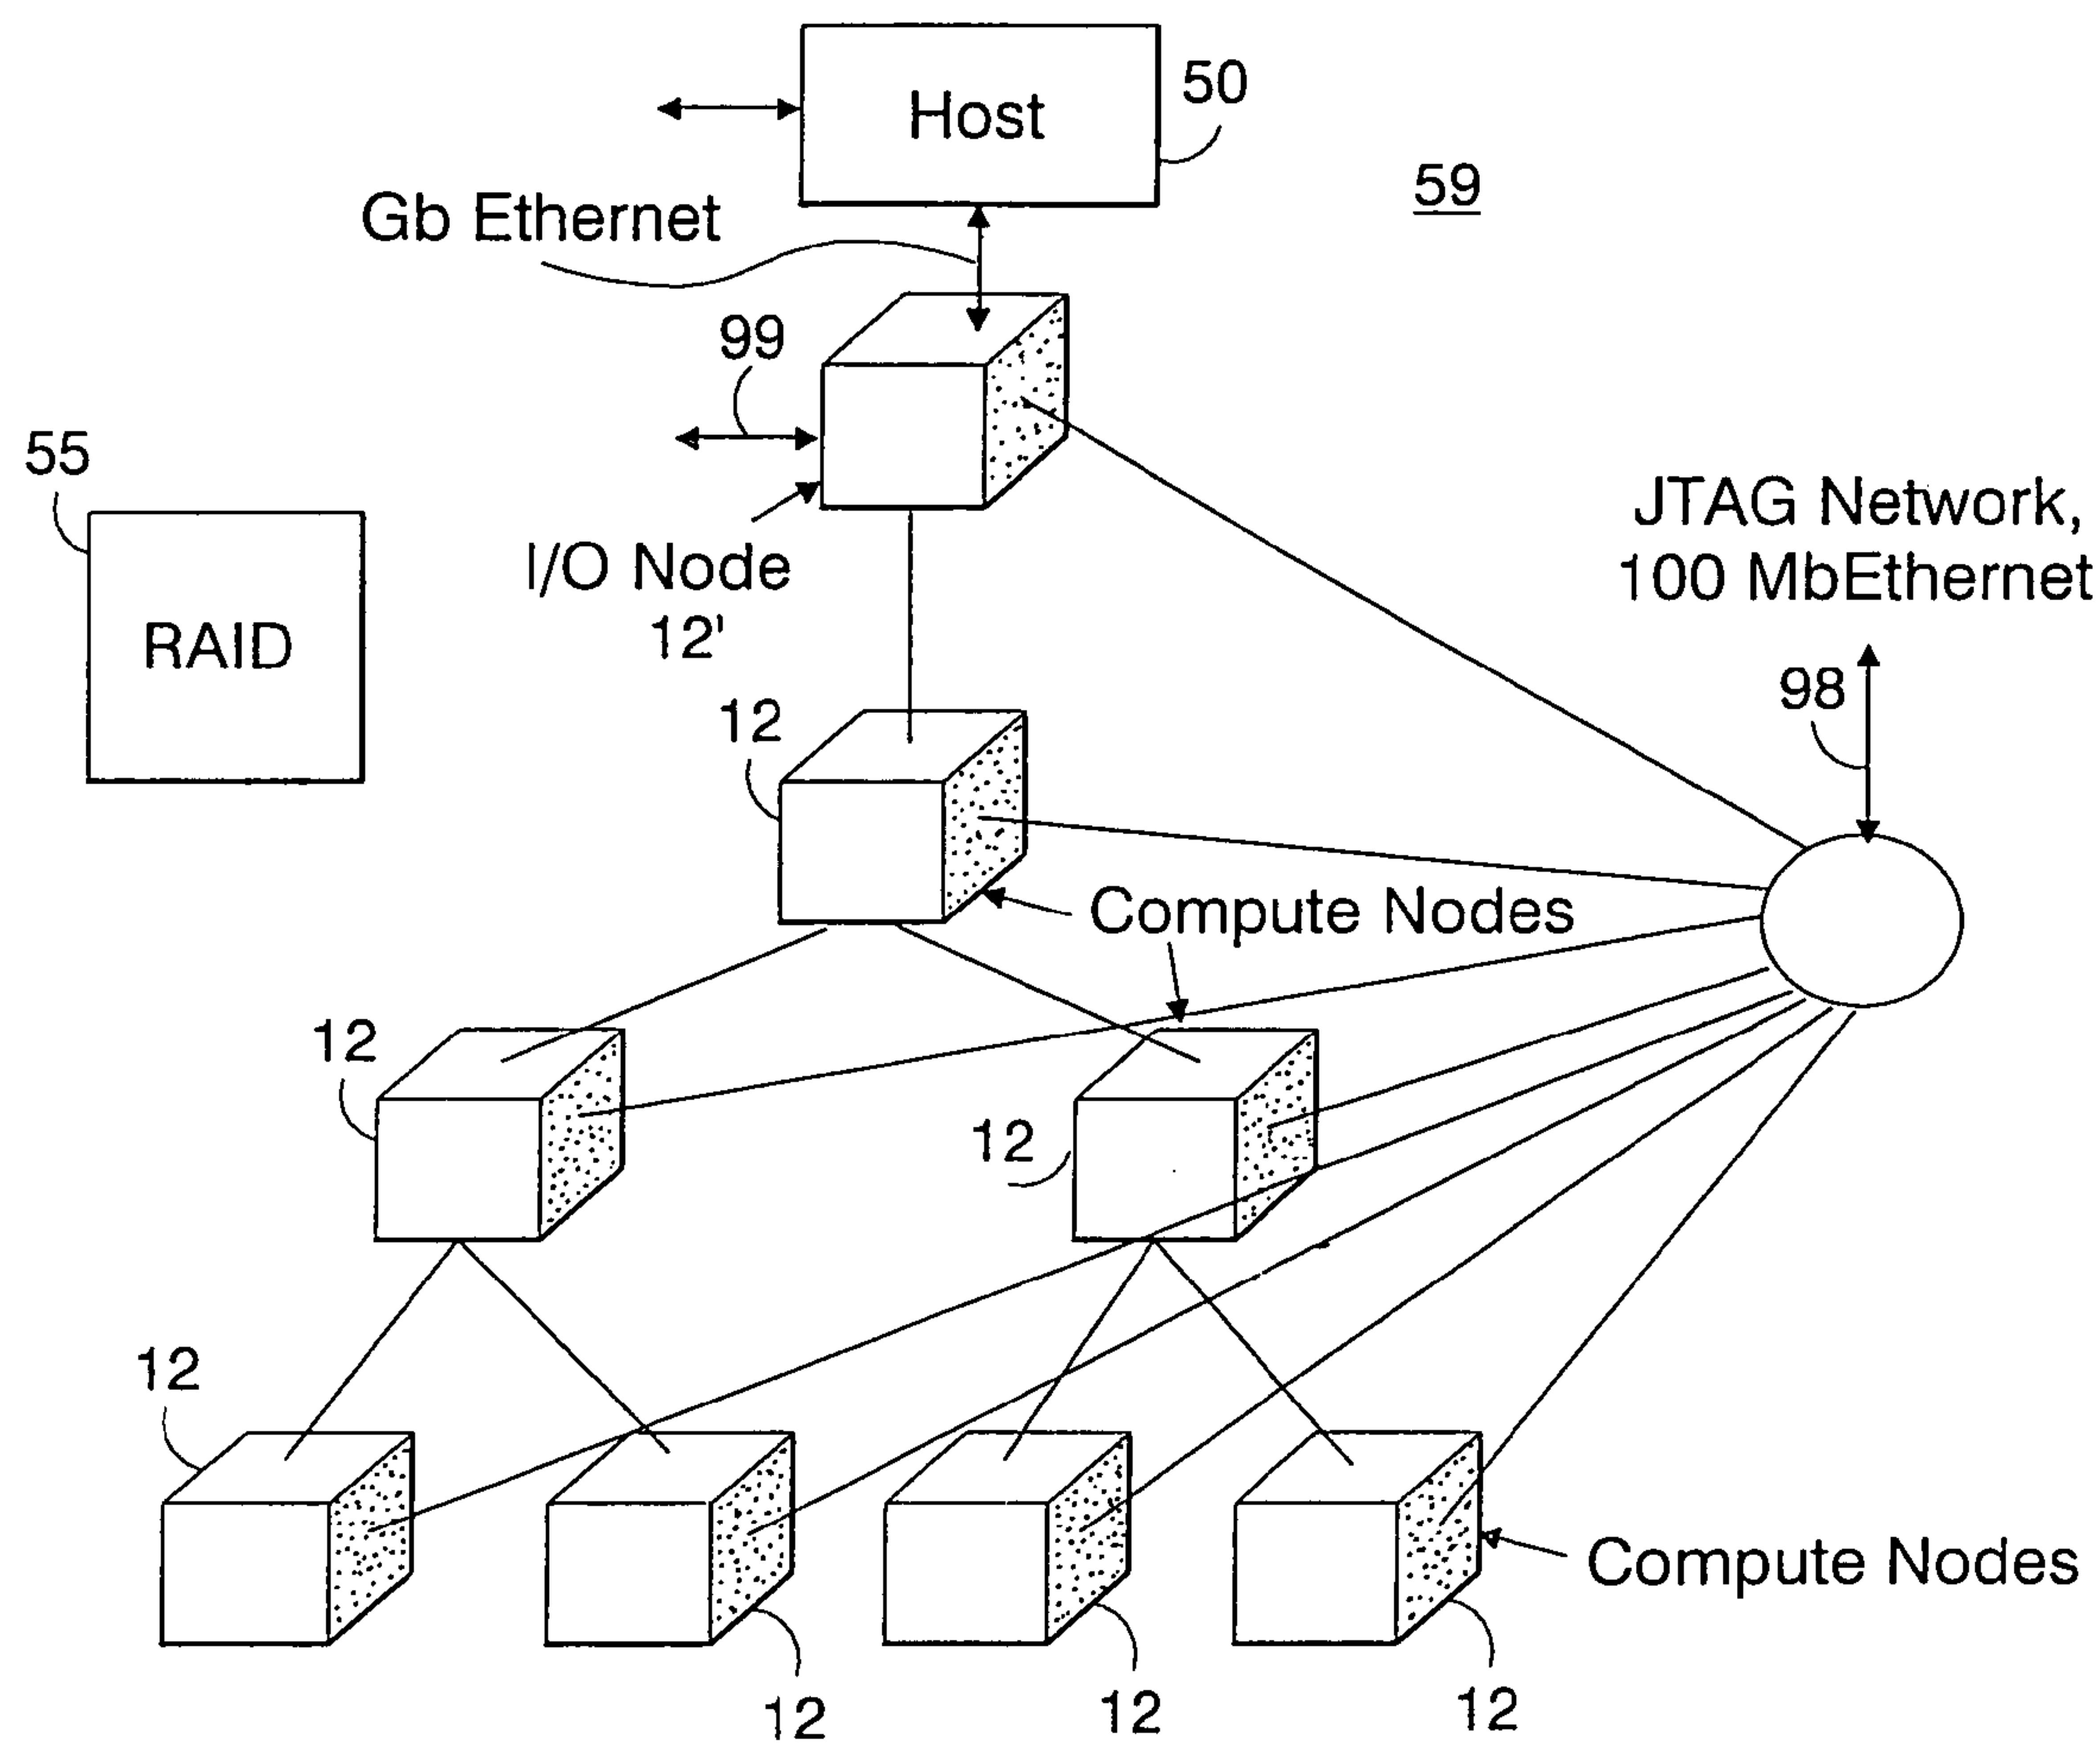 Host
50
59
Gb Ethernet
99
55
RAID
I/O Node
12'
JTAG Network,
100 MbEthernet
98
12
Compute Nodes
12
12
12
Compute Nodes
12
12
12